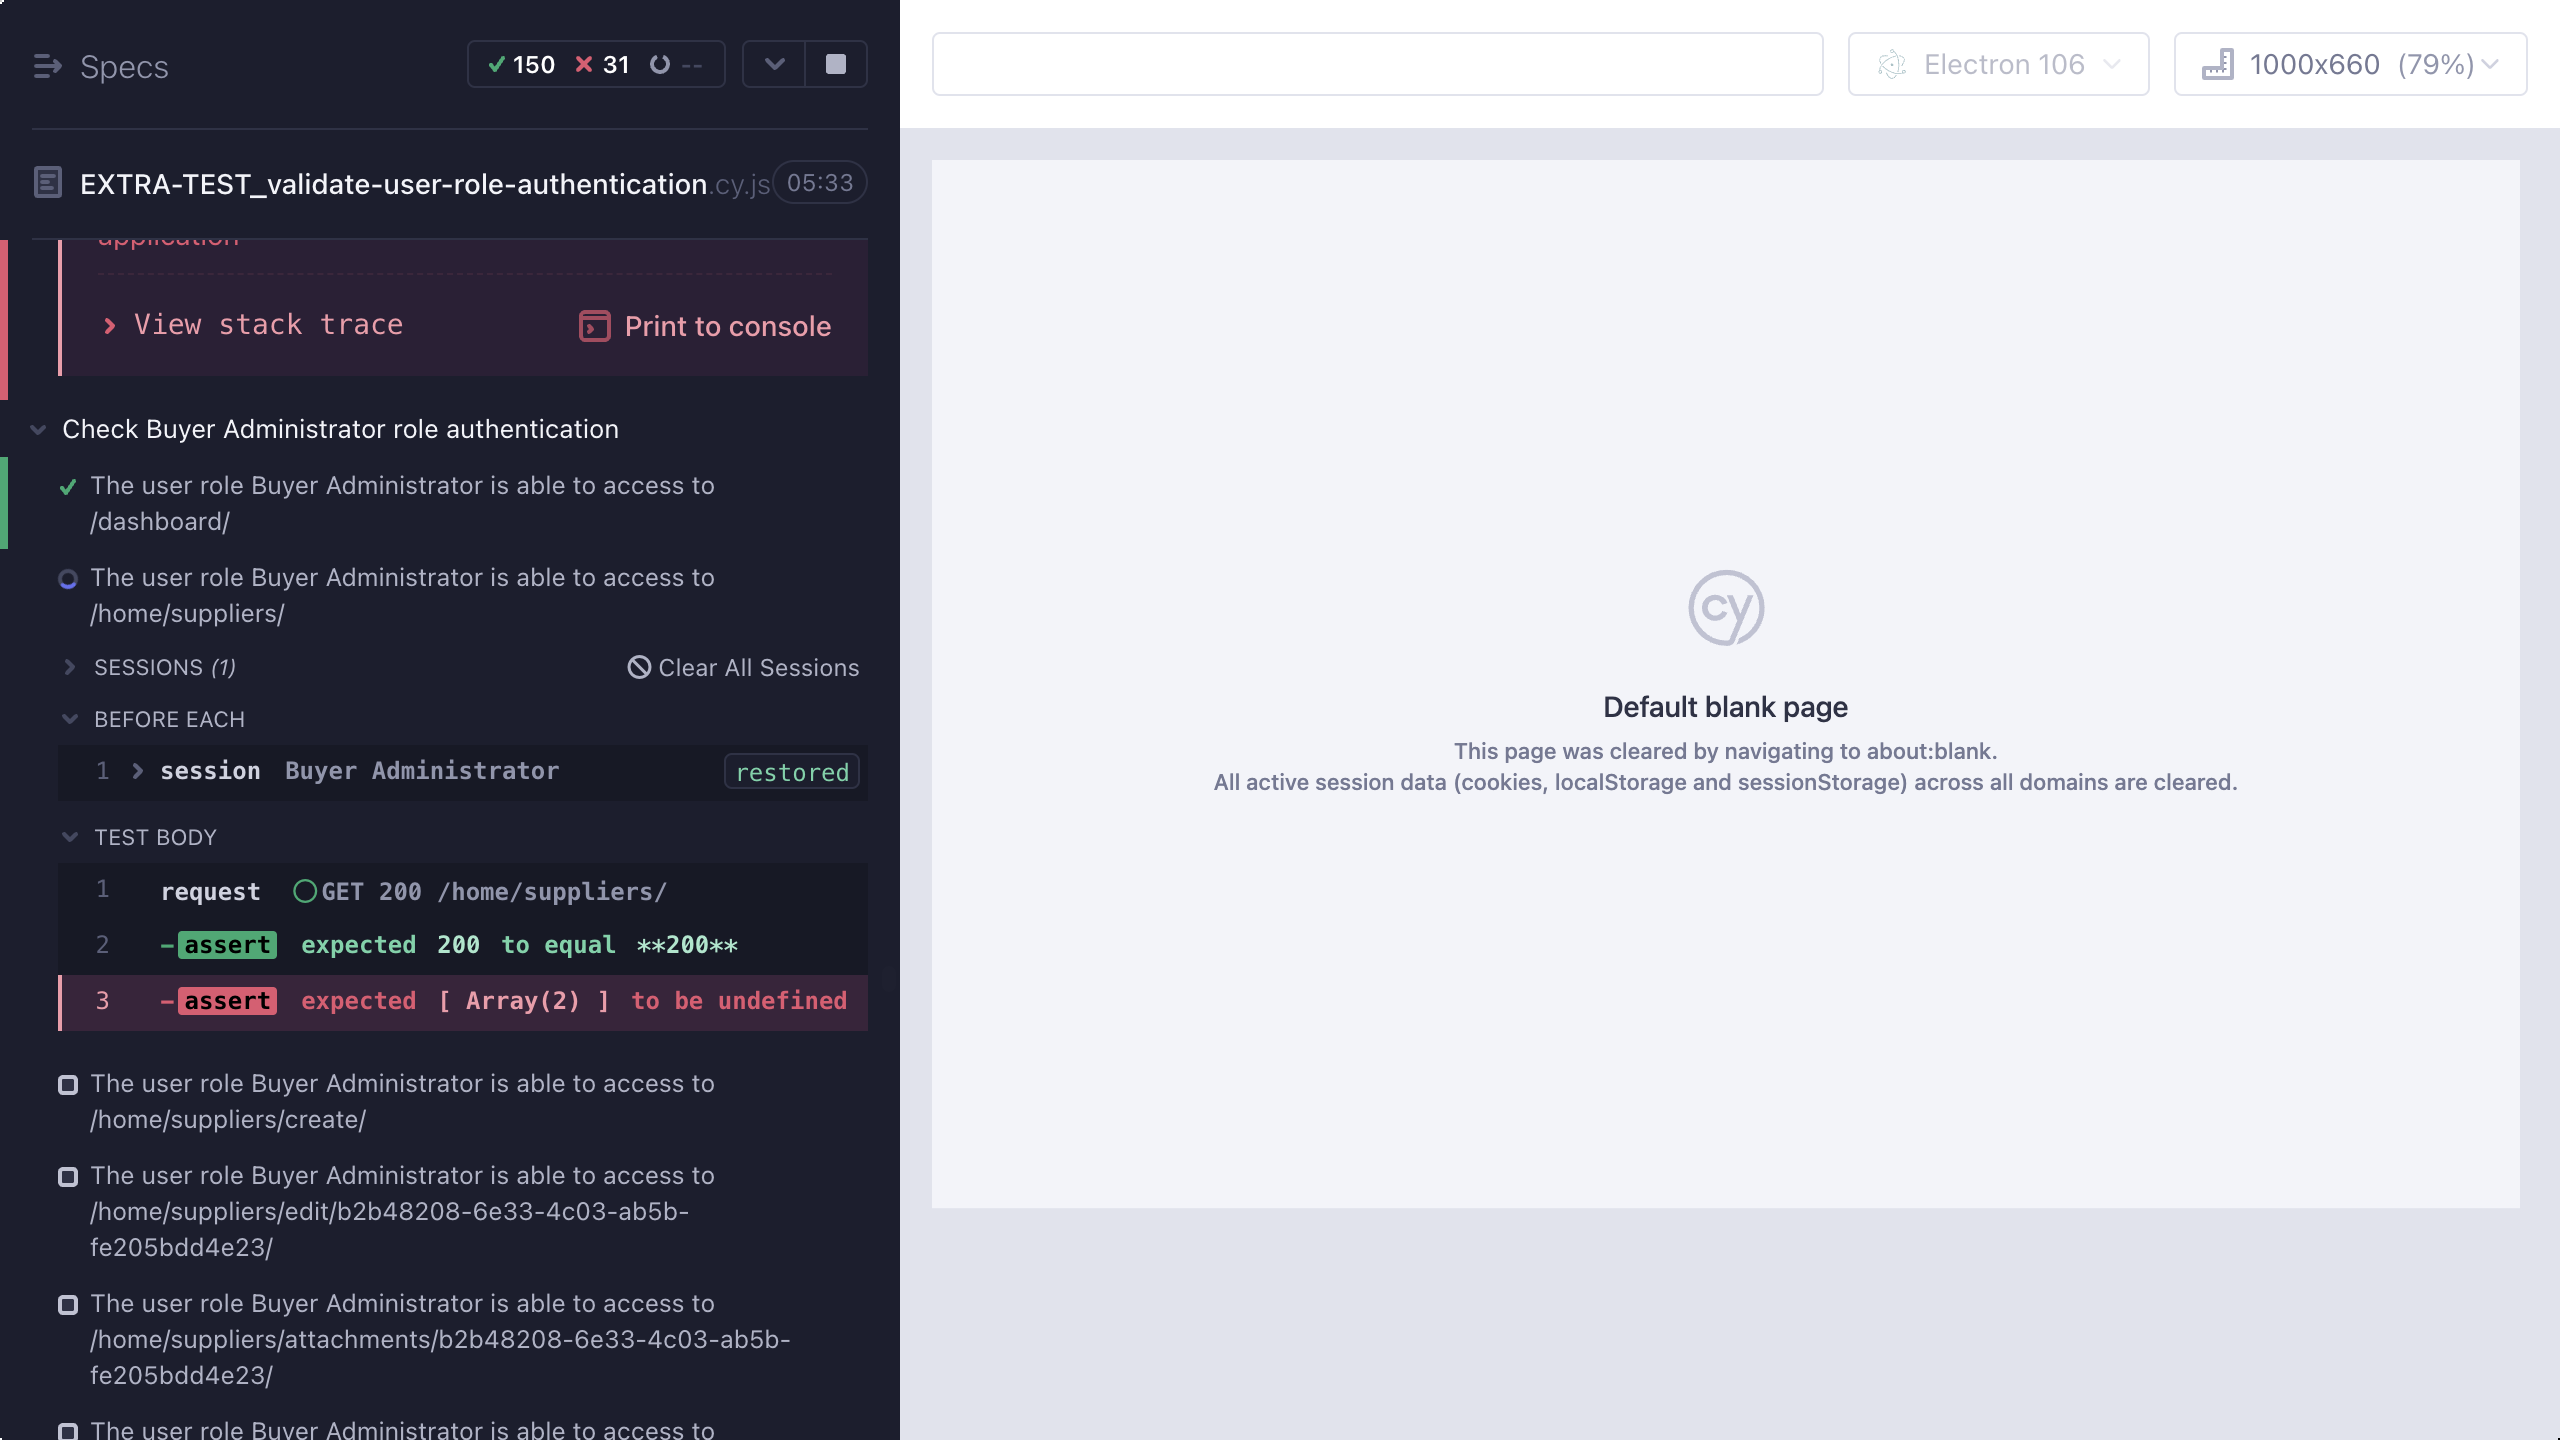 Specs
150 31 --
EXTRA-TEST_validate-user-role-authentication.cy.js 05:33
application
View stack trace
Print to console
Check Buyer Administrator role authentication
The user role Buyer Administrator is able to access to
/dashboard/
The user role Buyer Administrator is able to access to
/home/suppliers/
SESSIONS (1)
Clear All Sessions
BEFORE EACH
1 session Buyer Administrator restored
TEST BODY
1 request GET 200 /home/suppliers/
2 -assert expected 200 to equal **200**
3 -assert expected [ Array(2) ] to be undefined
The user role Buyer Administrator is able to access to
/home/suppliers/create/
The user role Buyer Administrator is able to access to
/home/suppliers/edit/b2b48208-6e33-4c03-ab5b-
fe205bdd4e23/
The user role Buyer Administrator is able to access to
/home/suppliers/attachments/b2b48208-6e33-4c03-ab5b-
fe205bdd4e23/
The user role Buyer Administrator is able to access to
Electron 106
1000x660 (79%)
cy
Default blank page
This page was cleared by navigating to about:blank.
All active session data (cookies, localStorage and sessionStorage) across all domains are cleared.